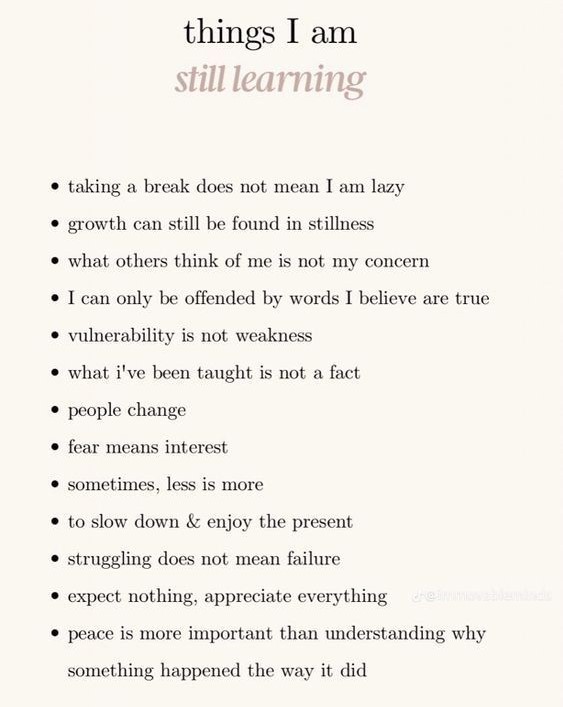 things I am
still learning
• taking a break does not mean I am lazy
• growth can still be found in stillness
• what others think of me is not my concern
• I can only be offended by words I believe are true
• vulnerability is not weakness
• what i've been taught is not a fact
• people change
• fear means interest
• sometimes, less is more
• to slow down & enjoy the present
• struggling does not mean failure
• expect nothing, appreciate everything
• peace is more important than understanding why
something happened the way it did